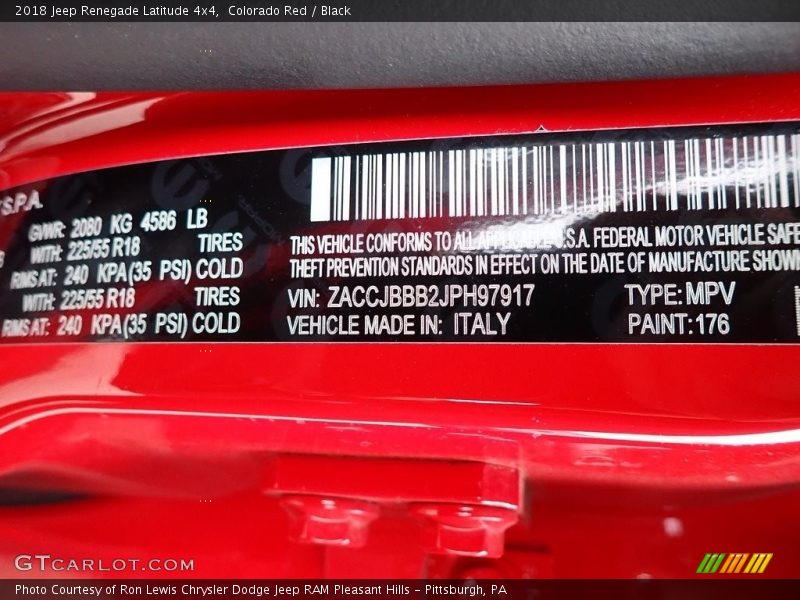 2018 Jeep Renegade Latitude 4x4, Colorado Red / Black
S.P.A.
GVWR: 2080 KG 4586 LB
WITH: 225/55 R18 TIRES
RIMS AT: 240 KPA(35 PSI) COLD
WITH: 225/55 R18 TIRES
RIMS AT: 240 KPA(35 PSI) COLD
THIS VEHICLE CONFORMS TO ALL APPLICABLE U.S.A. FEDERAL MOTOR VEHICLE SAFE
THEFT PREVENTION STANDARDS IN EFFECT ON THE DATE OF MANUFACTURE SHOWN
VIN: ZACCJBBB2JPH97917 TYPE: MPV
VEHICLE MADE IN: ITALY PAINT: 176
GTCARLOT.COM
Photo Courtesy of Ron Lewis Chrysler Dodge Jeep RAM Pleasant Hills - Pittsburgh, PA